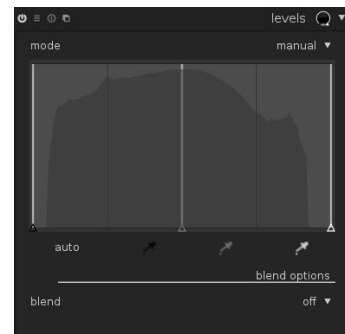 levels
mode manual
auto
blend options
blend off